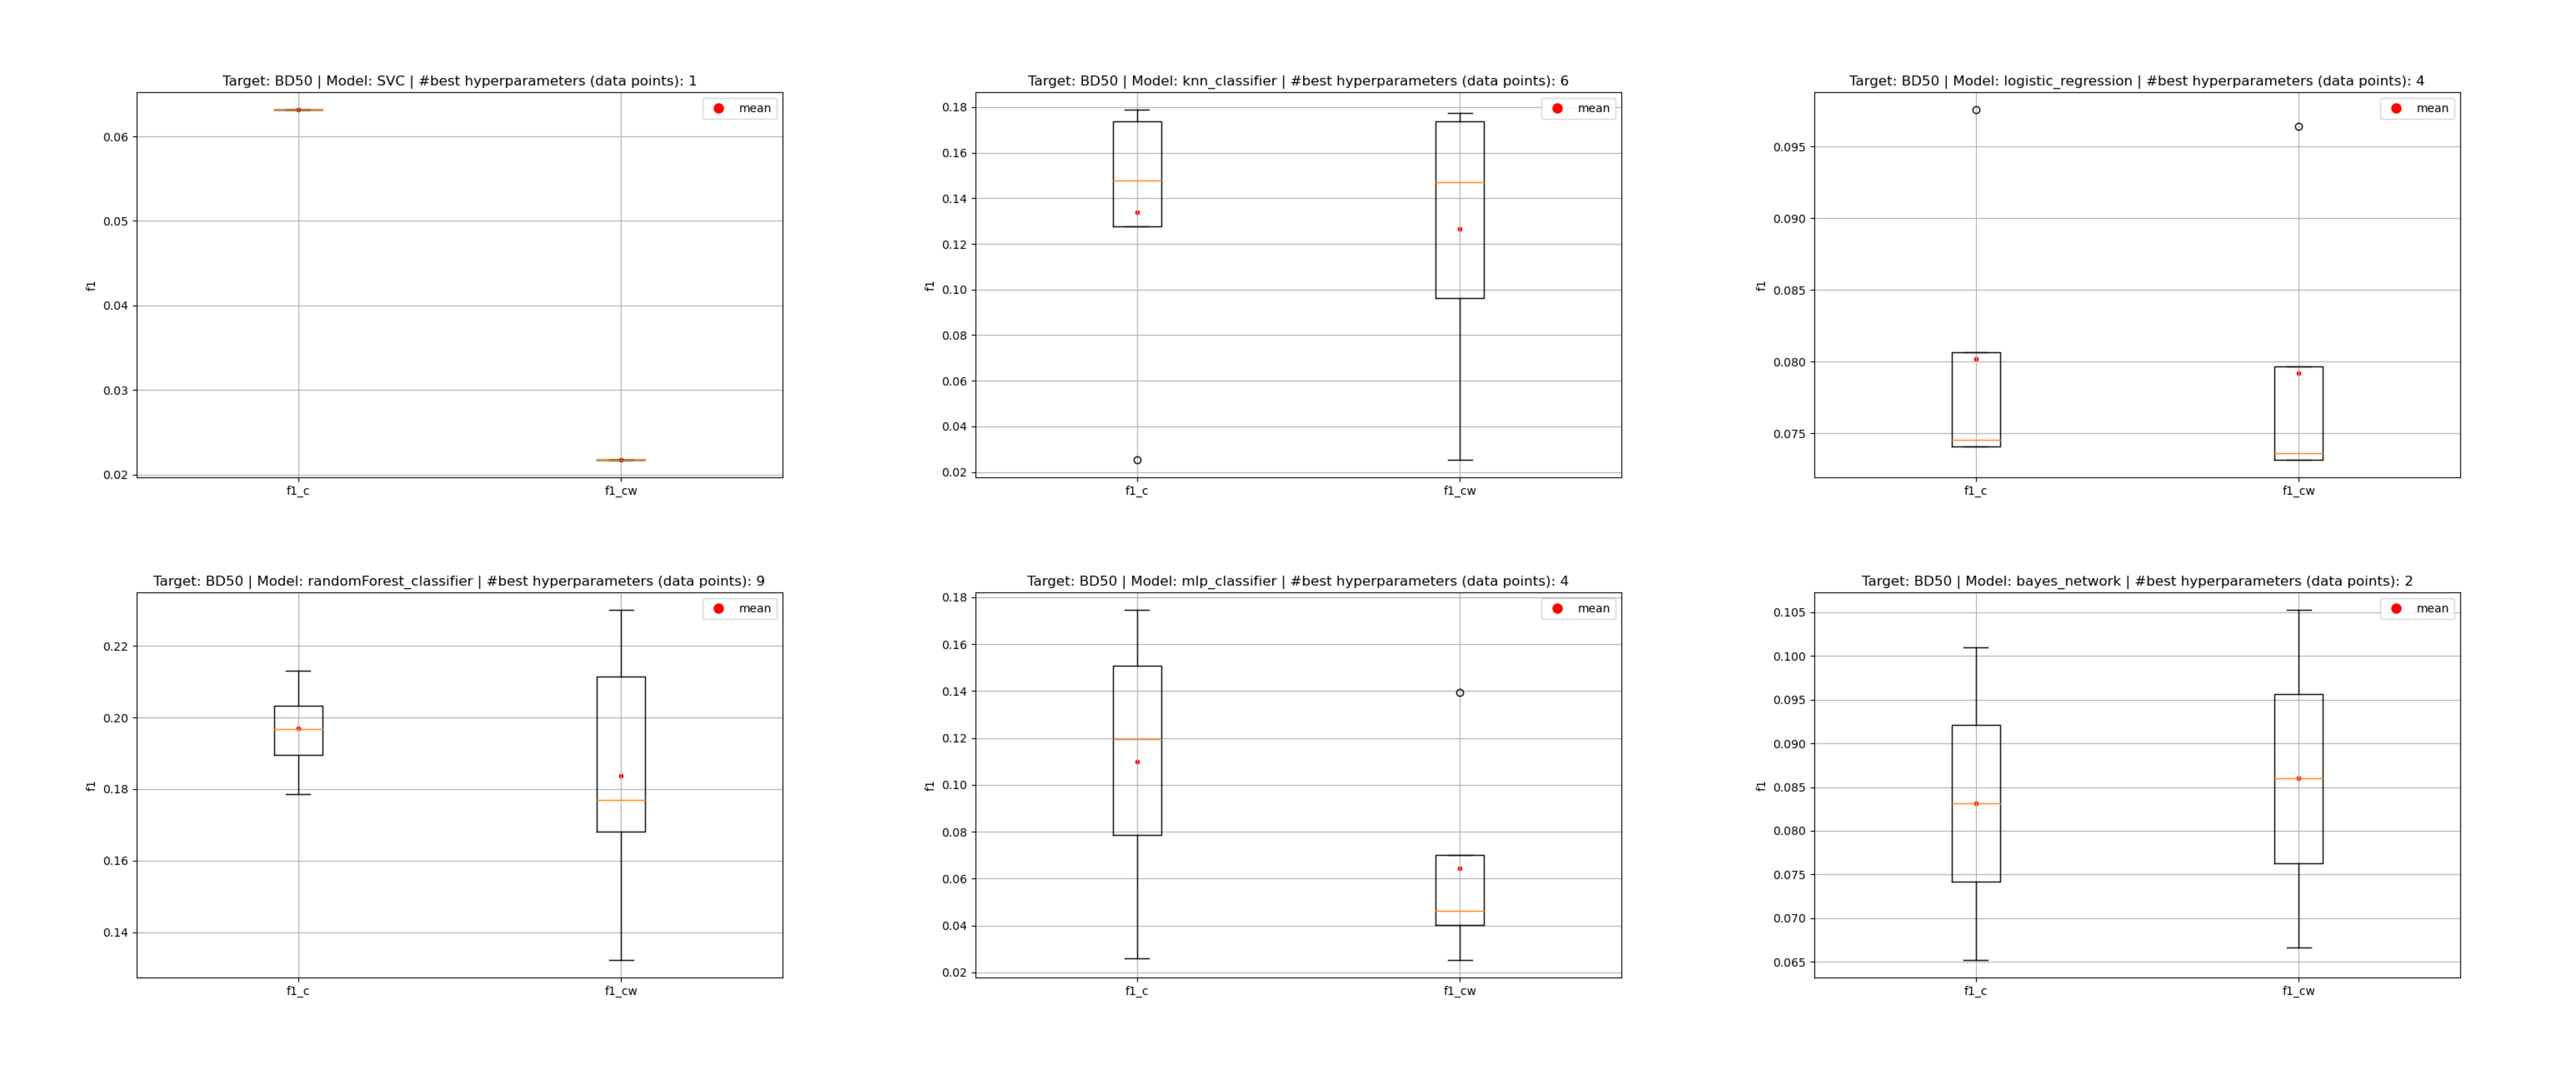 Target: BD50 | Model: SVC | #best hyperparameters (data points): 1
mean
0.06
0.05
0.04
0.03
0.02
f1
f1_c
f1_cw
Target: BD50 | Model: knn_classifier | #best hyperparameters (data points): 6
mean
0.18
0.16
0.14
0.12
0.10
0.08
0.06
0.04
0.02
f1
f1_c
f1_cw
Target: BD50 | Model: logistic_regression | #best hyperparameters (data points): 4
mean
0.095
0.090
0.085
0.080
0.075
f1
f1_c
f1_cw
Target: BD50 | Model: randomForest_classifier | #best hyperparameters (data points): 9
mean
0.22
0.20
0.18
0.16
0.14
f1
f1_c
f1_cw
Target: BD50 | Model: mlp_classifier | #best hyperparameters (data points): 4
mean
0.18
0.16
0.14
0.12
0.10
0.08
0.06
0.04
0.02
f1
f1_c
f1_cw
Target: BD50 | Model: bayes_network | #best hyperparameters (data points): 2
mean
0.105
0.100
0.095
0.090
0.085
0.080
0.075
0.070
0.065
f1
f1_c
f1_cw